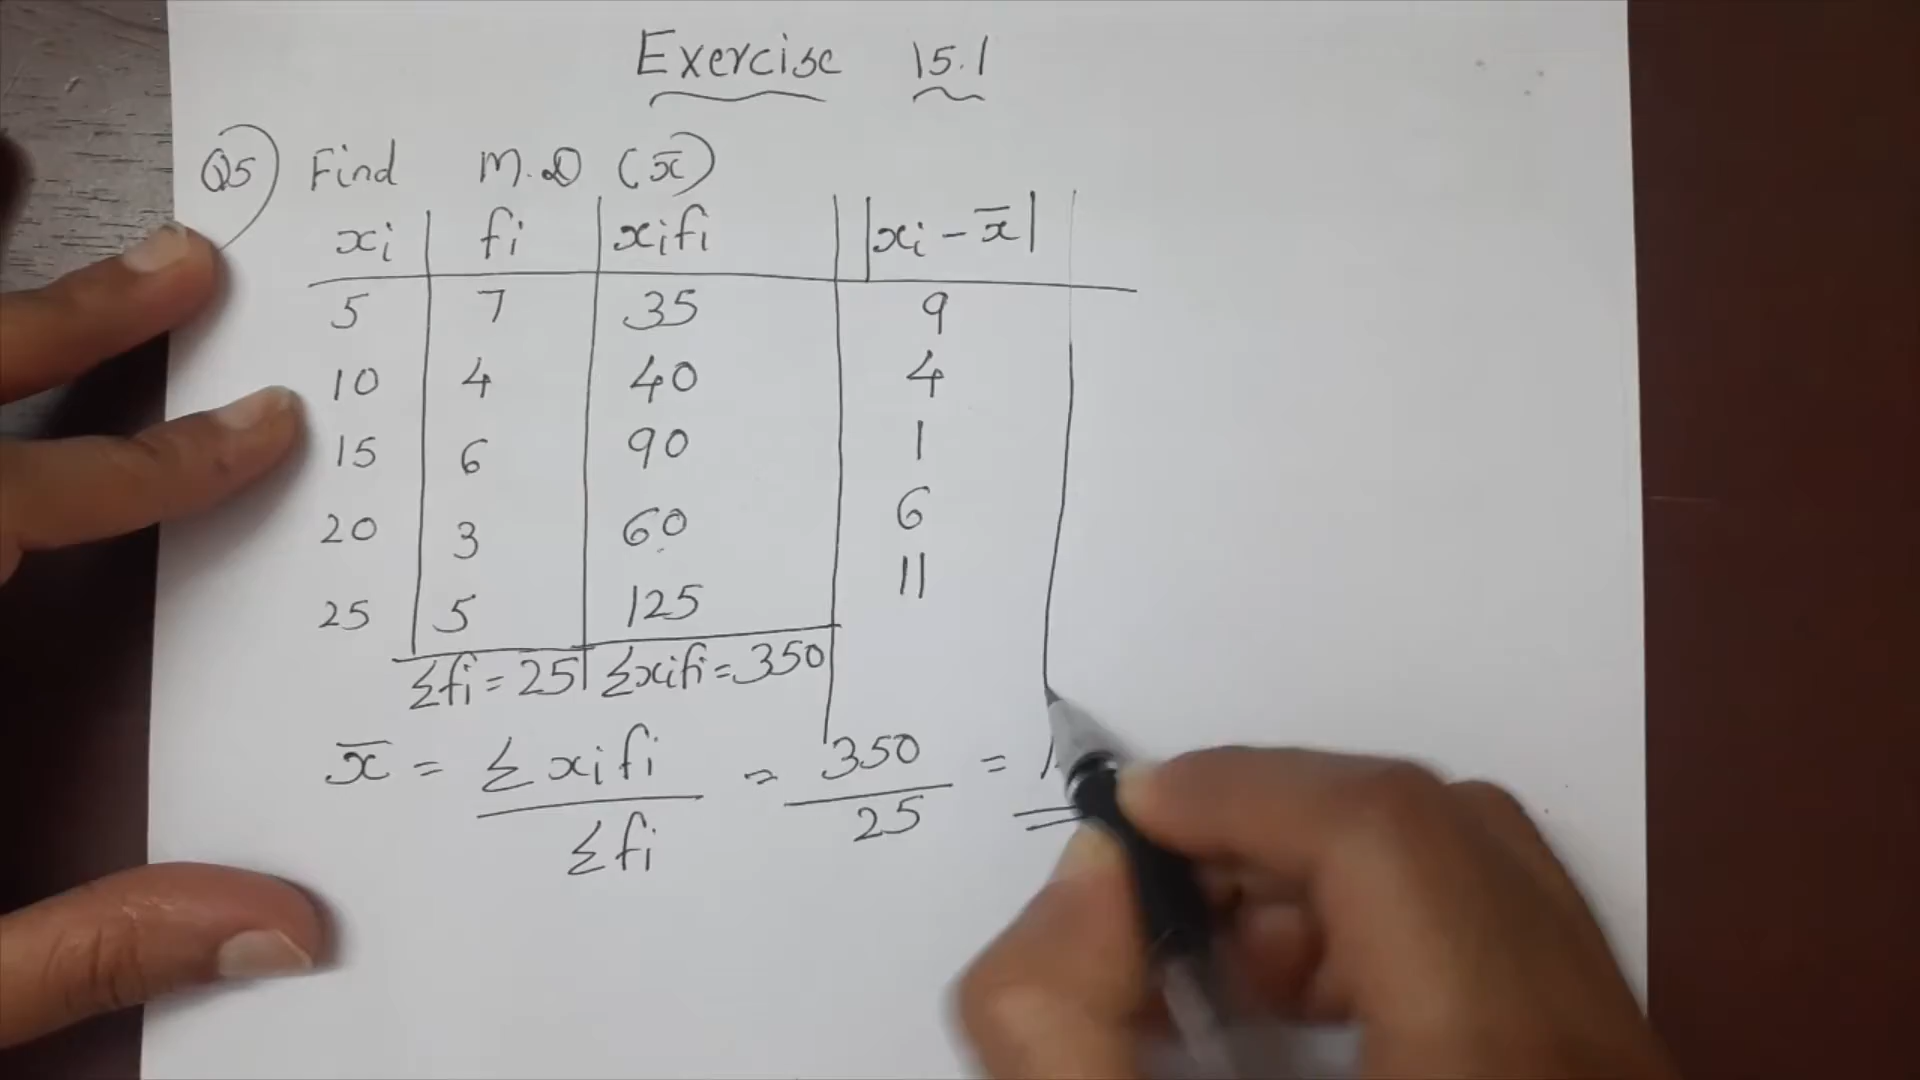 Exercise 15.1
Q5) Find M.D (x̄)
xi fi xifi |xi - x̄|
5 7 35 9
10 4 40 4
15 6 90 1
20 3 60 6
25 5 125 11
Σfi = 25 Σxifi = 350
x̄ = Σxifi / Σfi = 350 / 25 =